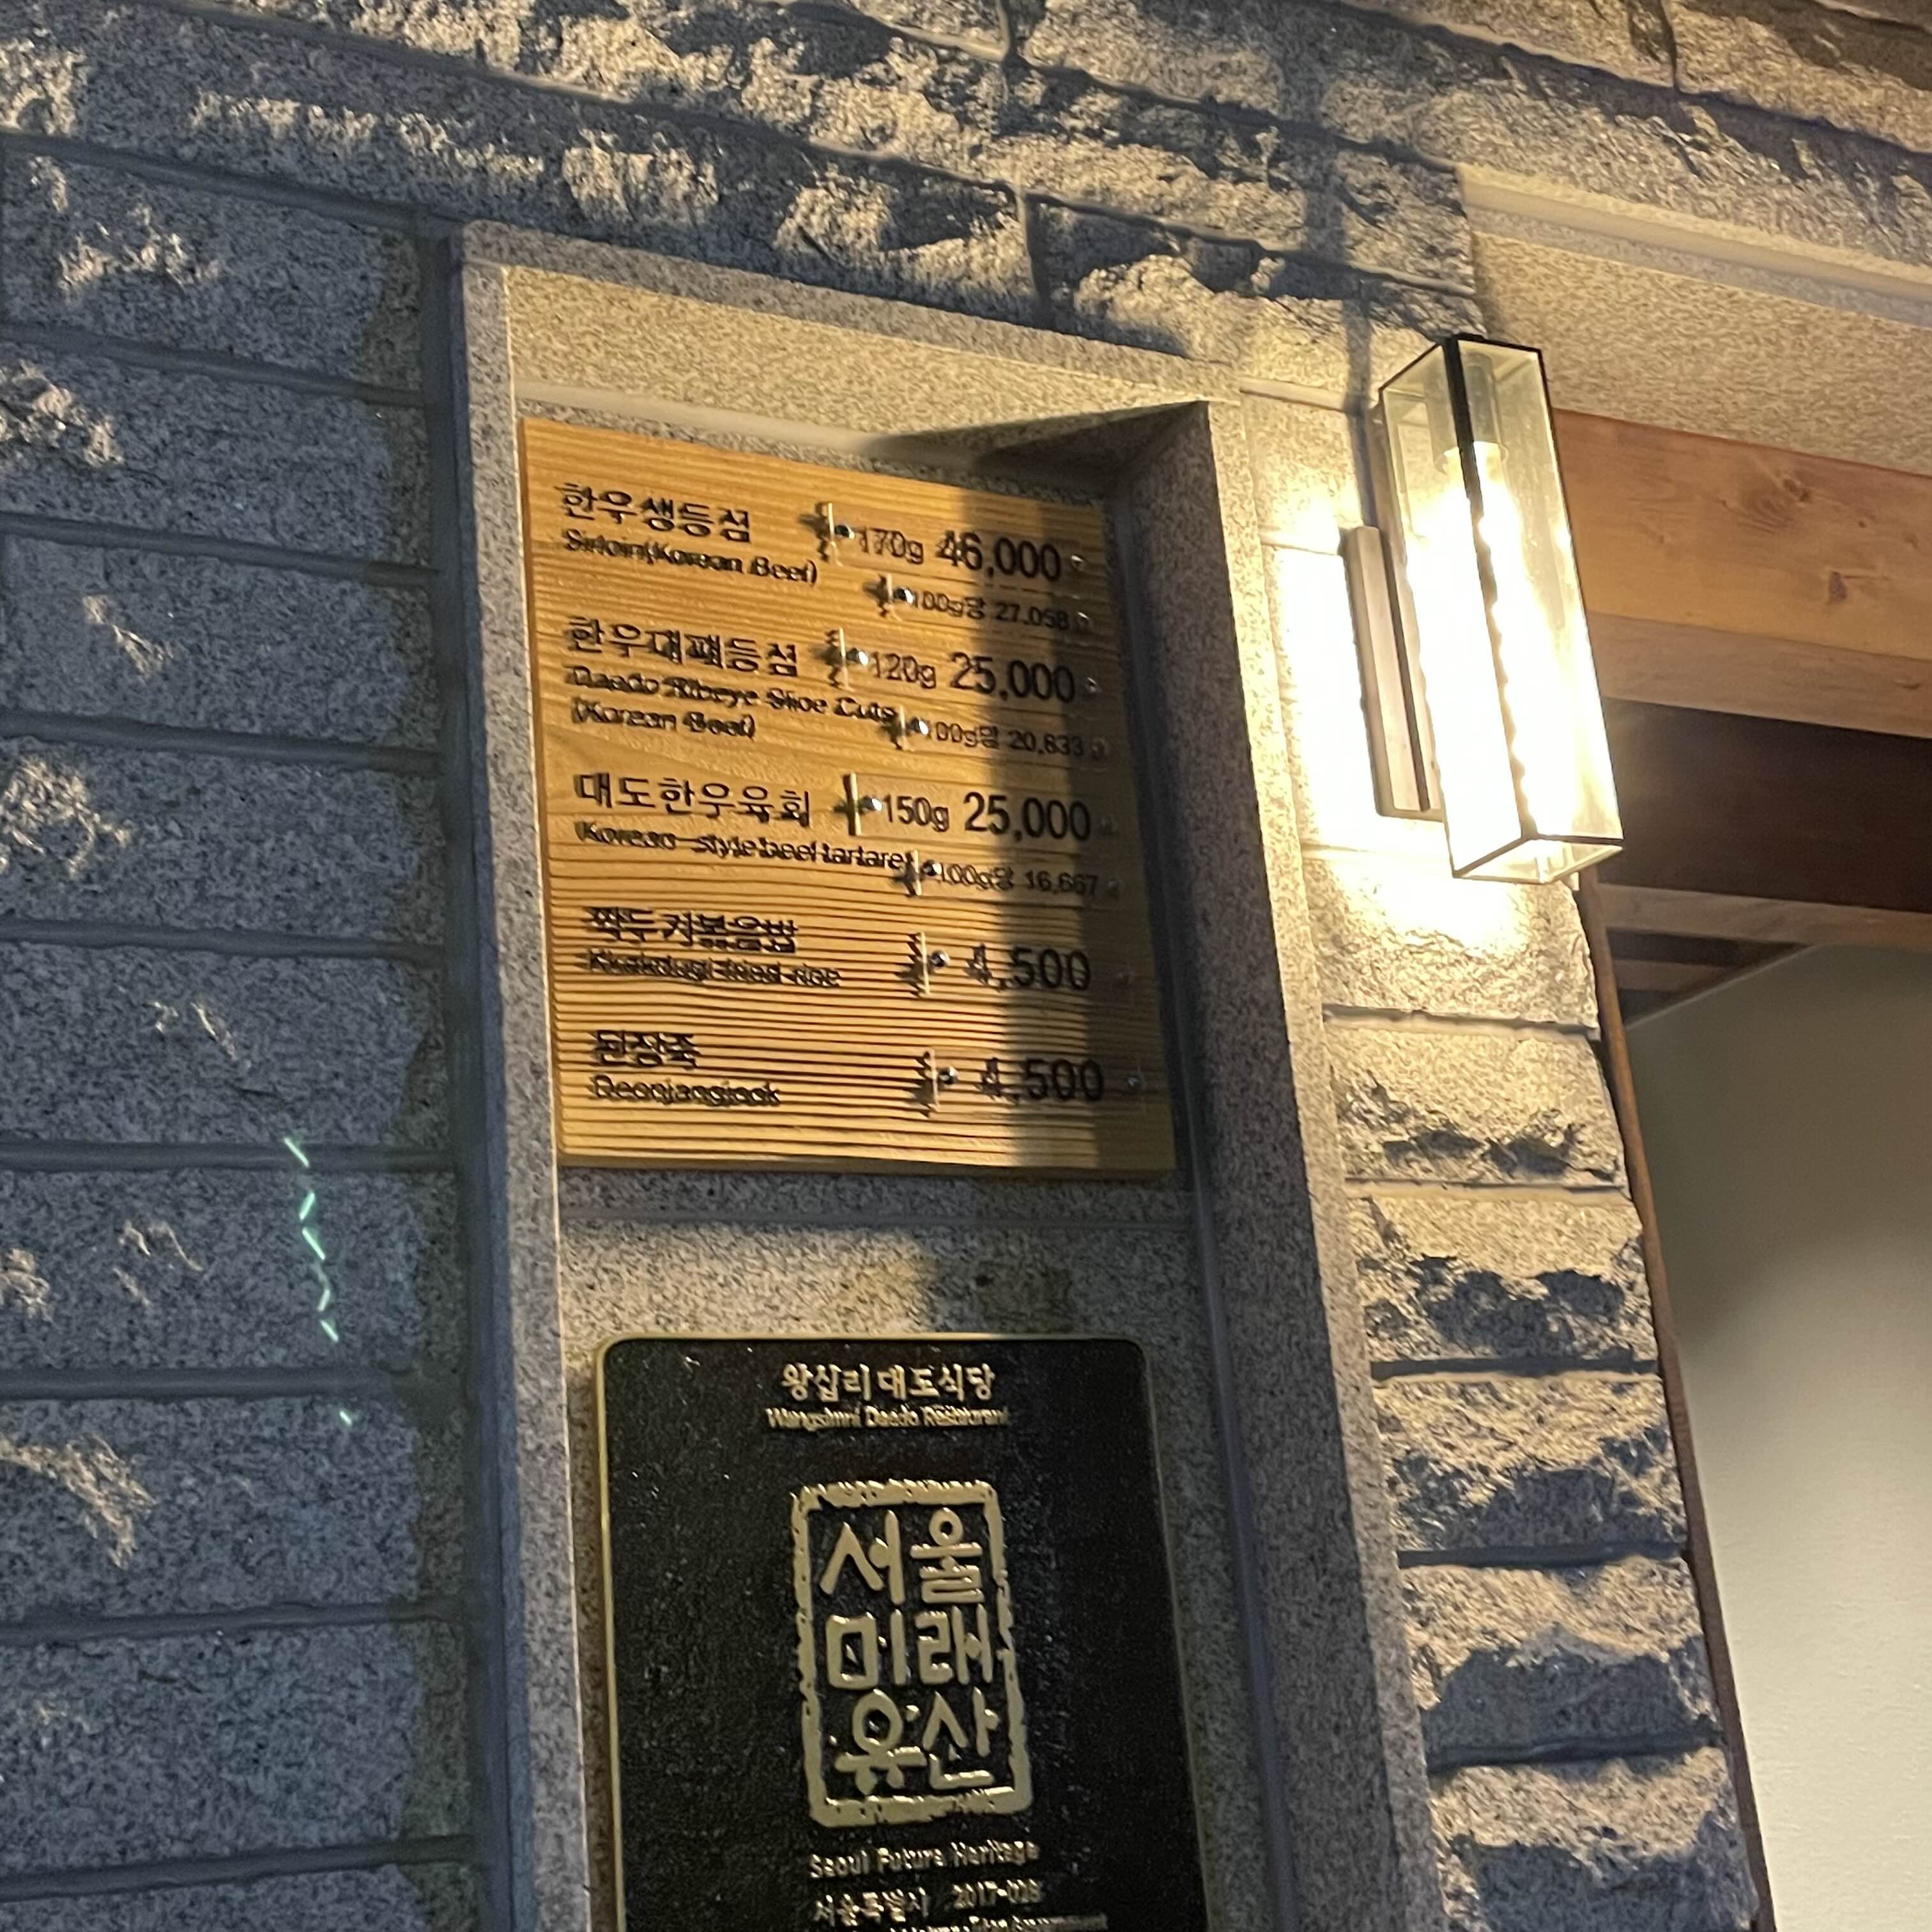 한우생등심 170g 46,000
Sirloin(Korean Beef)
100g당 27,058
한우대패등심 120g 25,000
Daedo Ribeye Slice Cuts
(Korean Beef) 100g당 20,833
대도한우육회 150g 25,000
(Korean-style beef tartare)
100g당 16,667
깍두기볶음밥 4,500
Kkakdugi fried rice
된장죽 4,500
Deonjangjook
왕십리대도식당
Wangsimni Daedo Restaurant
서울
미래
유산
Seoul Future Heritage
서울특별시 2017-028